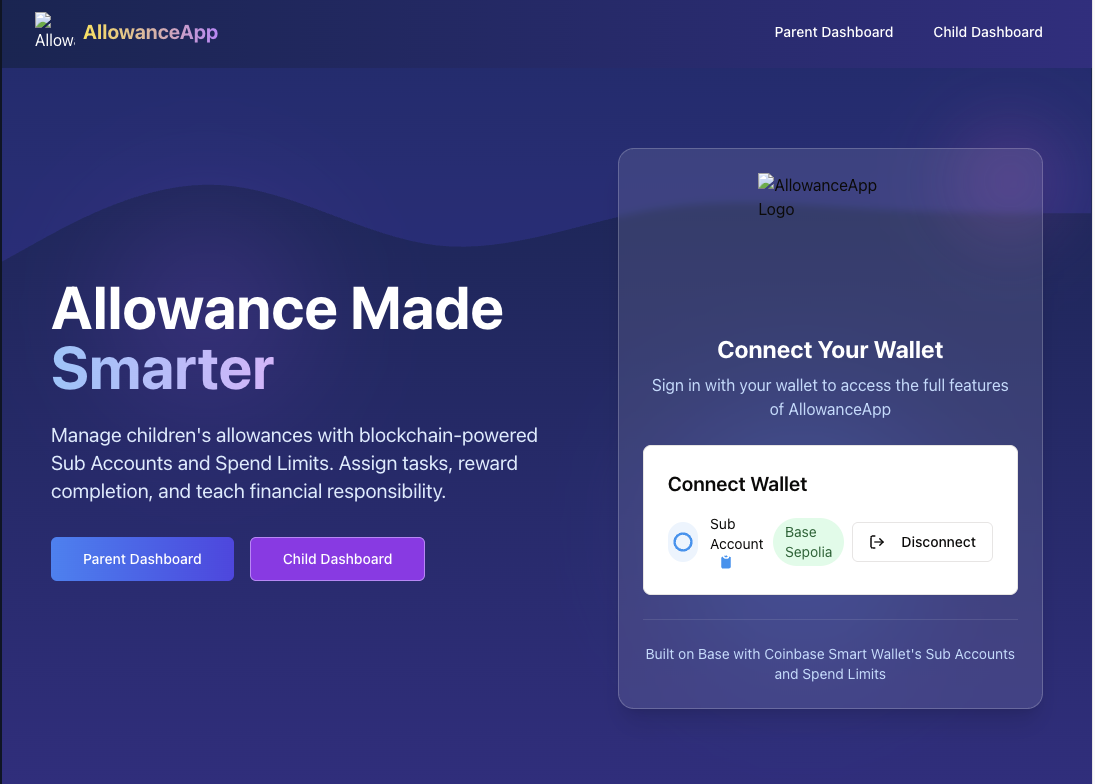 Allowa
AllowanceApp
Parent Dashboard
Child Dashboard
Allowance Made
Smarter
Manage children's allowances with blockchain-powered
Sub Accounts and Spend Limits. Assign tasks, reward
completion, and teach financial responsibility.
Parent Dashboard
Child Dashboard
AllowanceApp
Logo
Connect Your Wallet
Sign in with your wallet to access the full features
of AllowanceApp
Connect Wallet
Sub
Account
Base
Sepolia
Disconnect
Built on Base with Coinbase Smart Wallet's Sub Accounts
and Spend Limits